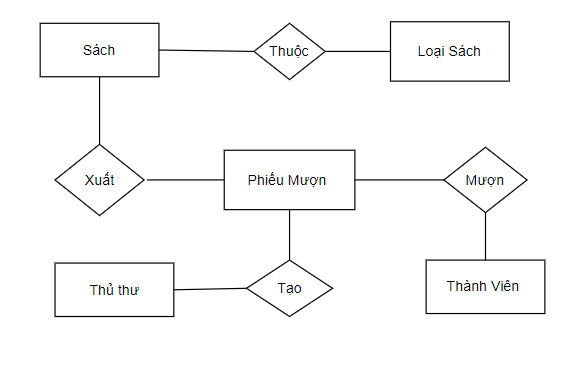 Sách
Thuộc
Loại Sách
Xuất
Phiếu Mượn
Mượn
Thủ thư
Tạo
Thành Viên